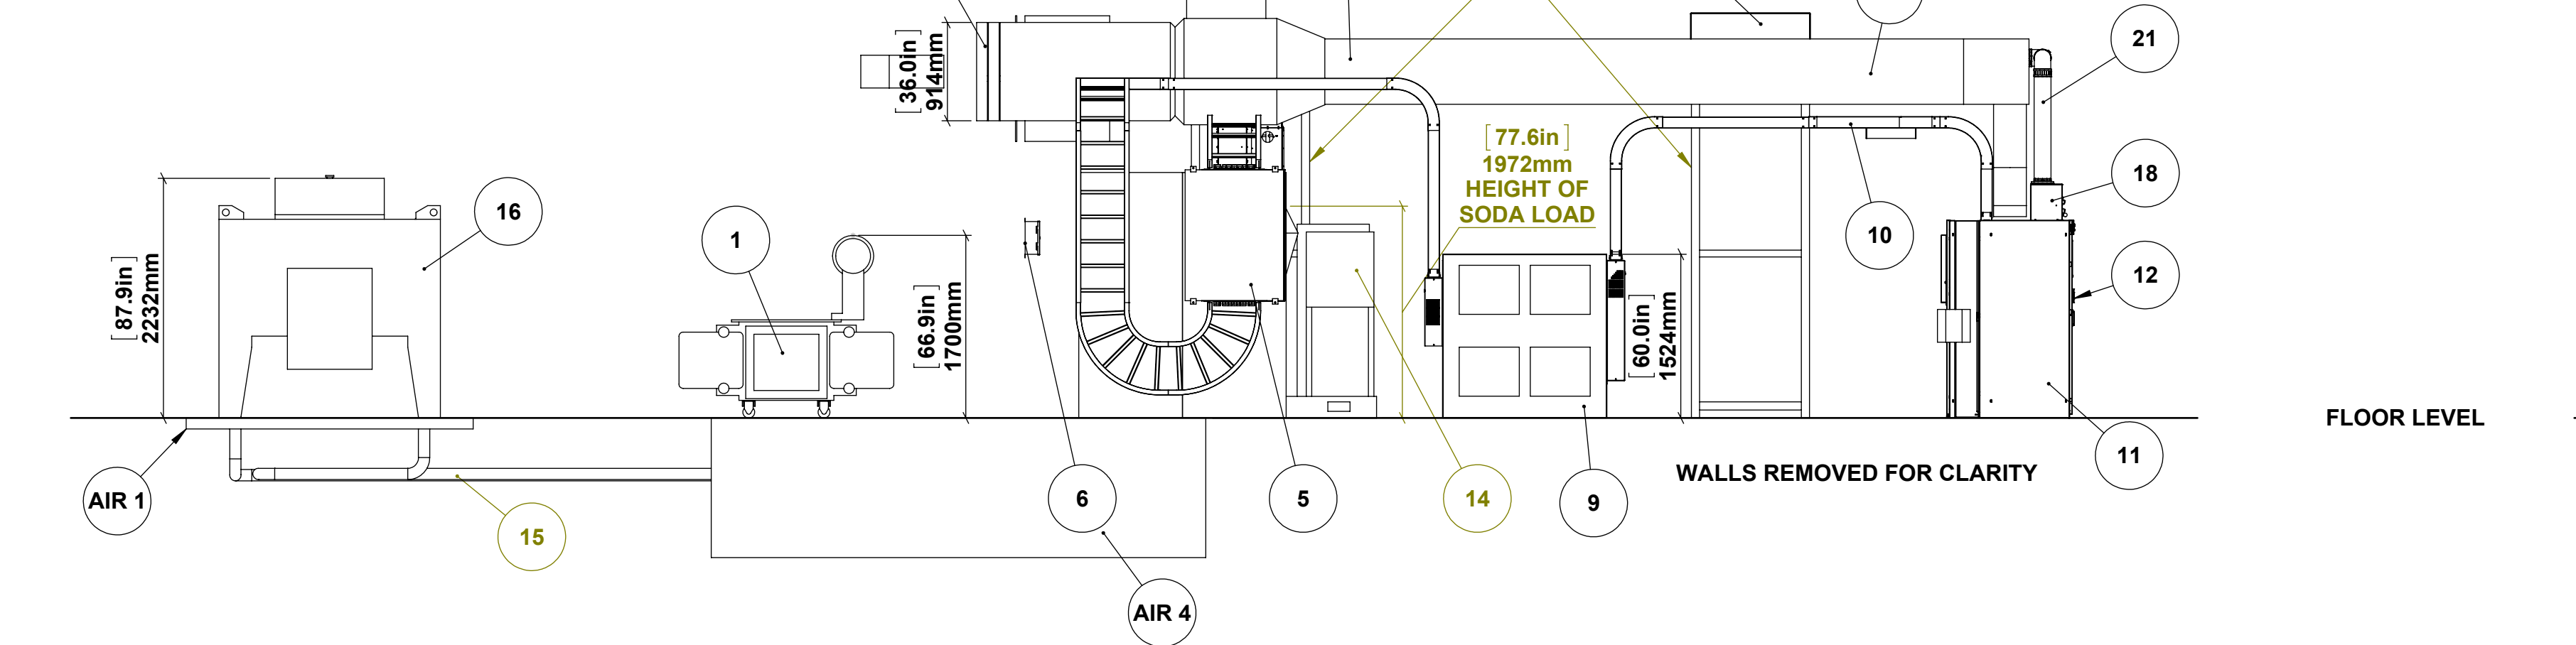 21
[36.0in]
914mm
[77.6in]
1972mm
HEIGHT OF
SODA LOAD
18
16
1
10
[87.9in]
2232mm
[66.9in]
1700mm
[60.0in]
1524mm
12
FLOOR LEVEL
11
WALLS REMOVED FOR CLARITY
AIR 1
15
6
5
14
9
AIR 4